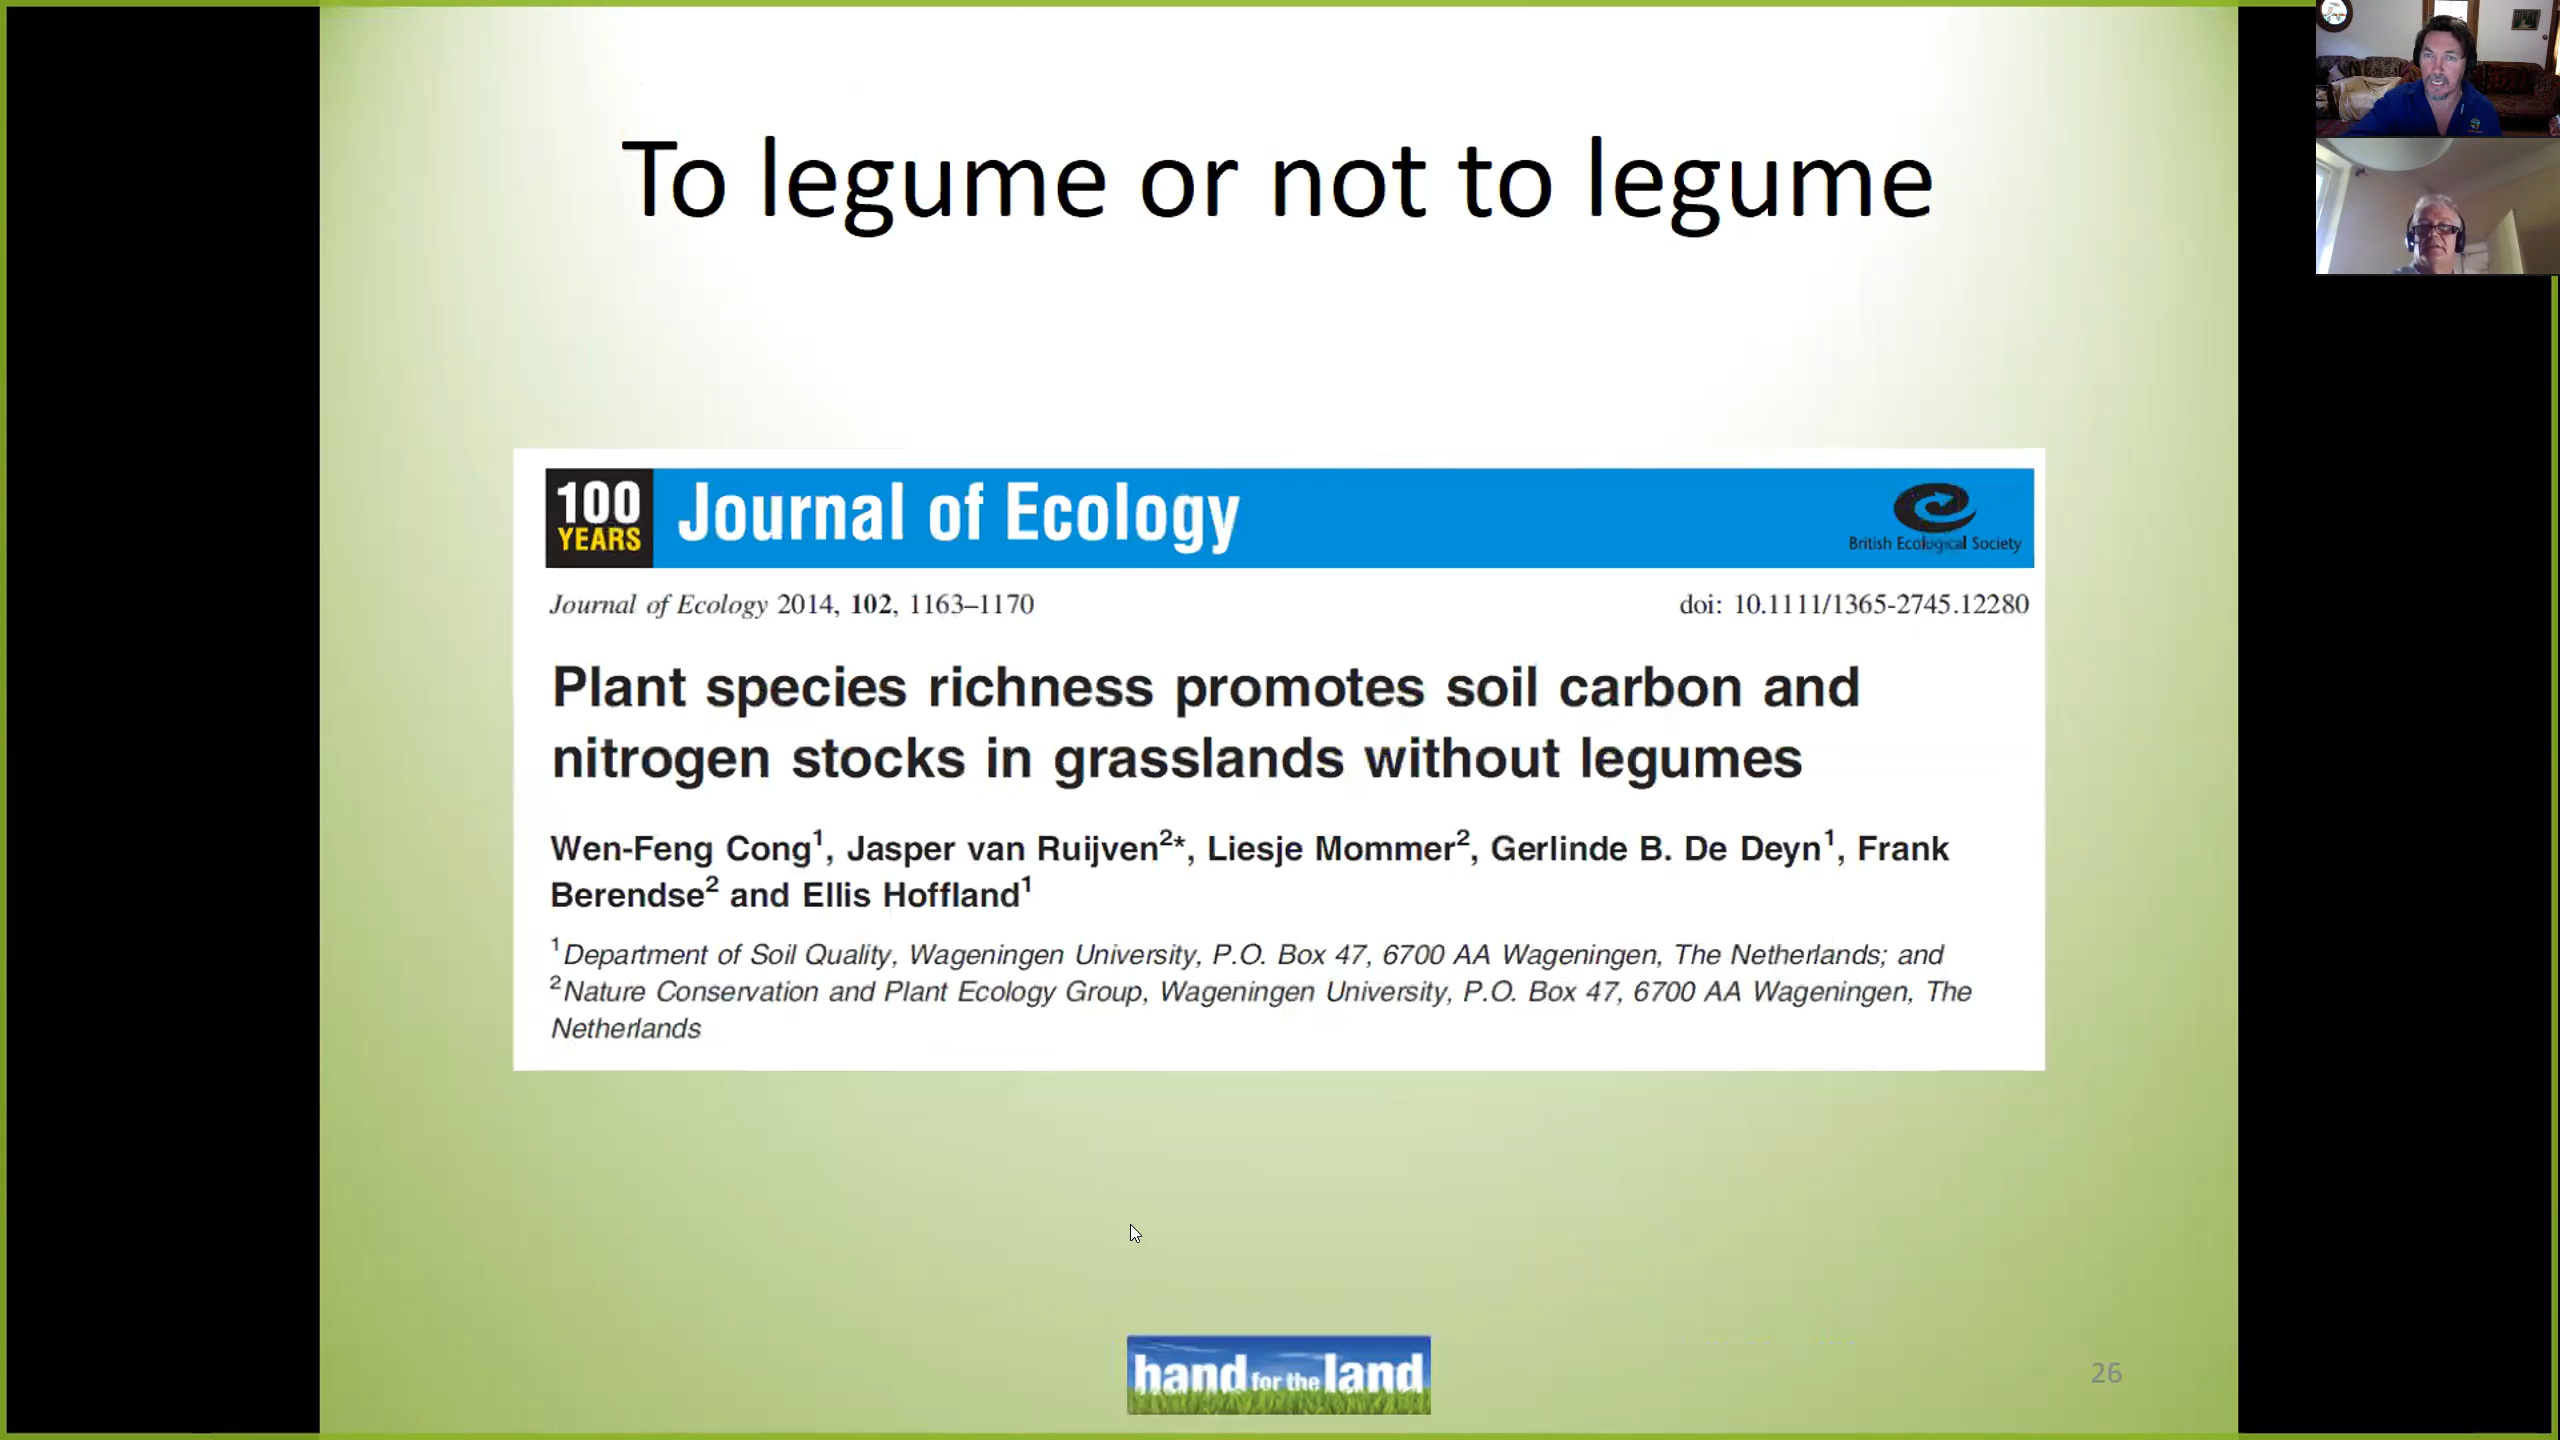 To legume or not to legume
100
YEARS
Journal of Ecology
British Ecological Society
Journal of Ecology 2014, 102, 1163–1170
doi: 10.1111/1365-2745.12280
Plant species richness promotes soil carbon and
nitrogen stocks in grasslands without legumes
Wen-Feng Cong1, Jasper van Ruijven2*, Liesje Mommer2, Gerlinde B. De Deyn1, Frank
Berendse2 and Ellis Hoffland1
1Department of Soil Quality, Wageningen University, P.O. Box 47, 6700 AA Wageningen, The Netherlands; and
2Nature Conservation and Plant Ecology Group, Wageningen University, P.O. Box 47, 6700 AA Wageningen, The
Netherlands
hand for the land
26